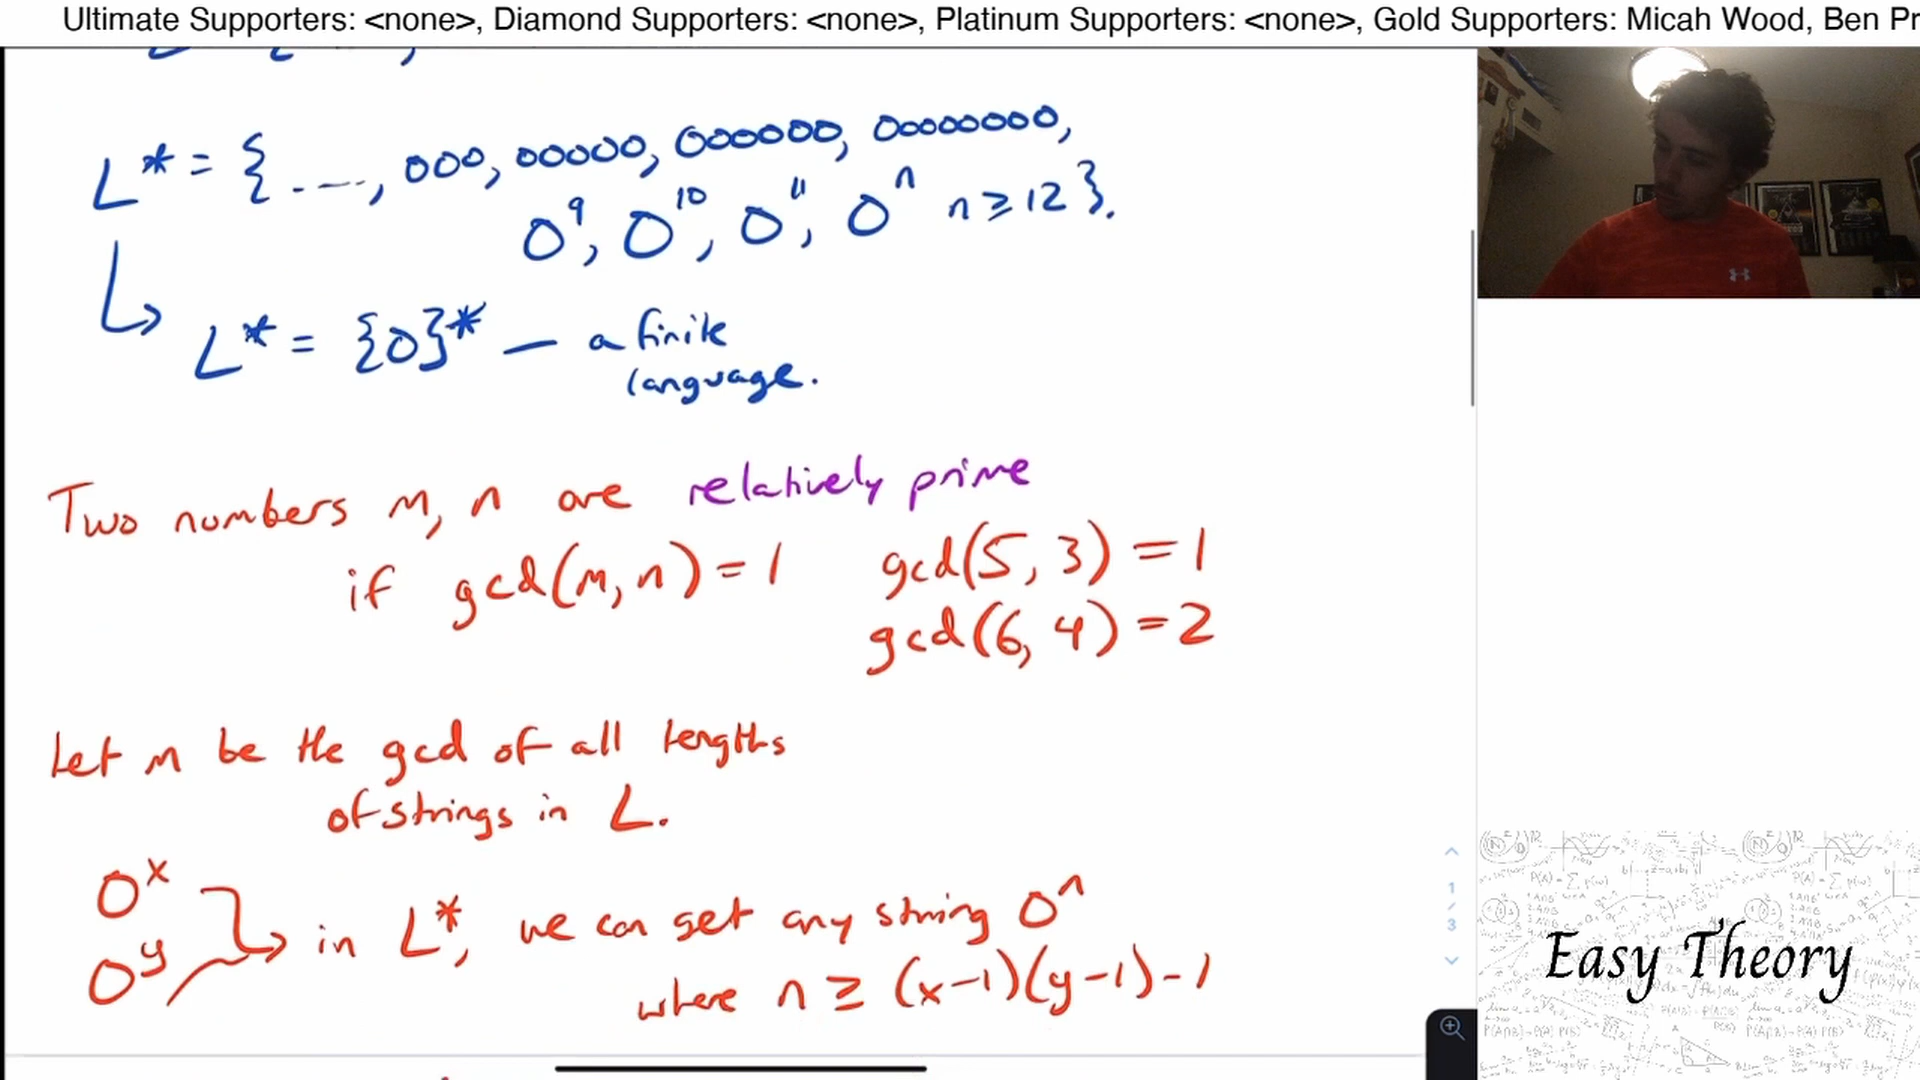 Ultimate Supporters: <none>, Diamond Supporters: <none>, Platinum Supporters: <none>, Gold Supporters: Micah Wood, Ben Pr
L* = {...., 000, 00000, 000000, 00000000,
0^9, 0^10, 0^11, 0^n n ≥ 12}.
L* = {0}* — a finite
language.
Two numbers m, n are relatively prime
if gcd(m, n) = 1 gcd(5, 3) = 1
gcd(6, 4) = 2
Let m be the gcd of all lengths
of strings in L.
0^x
0^y in L*, we can get any string 0^n
where n ≥ (x-1)(y-1)-1
1
/
3
Easy Theory